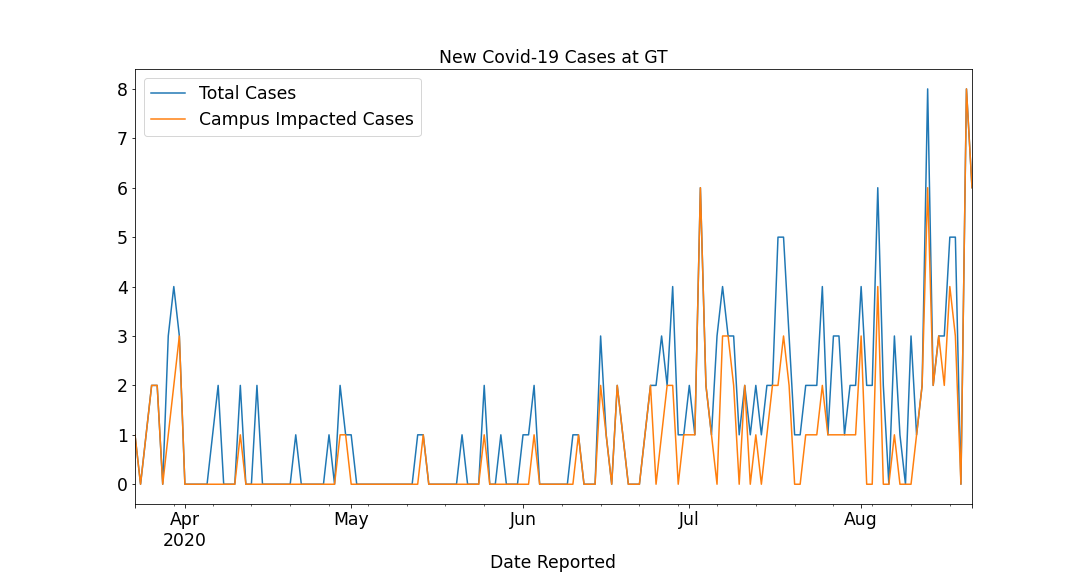 New Covid-19 Cases at GT
Total Cases
Campus Impacted Cases
8
7
6
5
4
3
2
1
0
Apr
2020
May
Jun
Jul
Aug
Date Reported